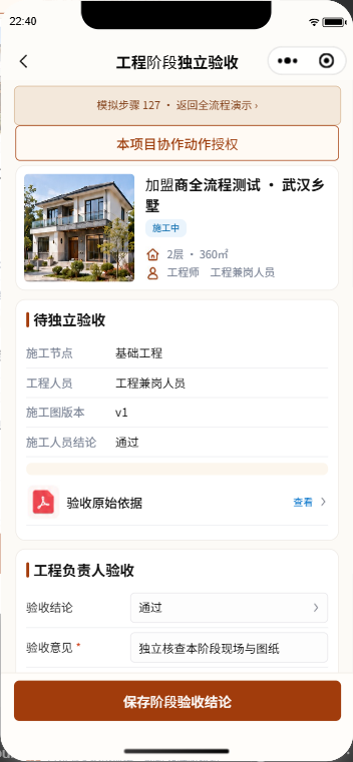 22:40
工程阶段独立验收
模拟步骤 127 · 返回全流程演示 ›
本项目协作动作授权
加盟商全流程测试 · 武汉乡
墅
施工中
2层 · 360㎡
工程师 工程兼岗人员
待独立验收
施工节点 基础工程
工程人员 工程兼岗人员
施工图版本 v1
施工人员结论 通过
验收原始依据 查看
工程负责人验收
验收结论 通过
验收意见 * 独立核查本阶段现场与图纸
保存阶段验收结论